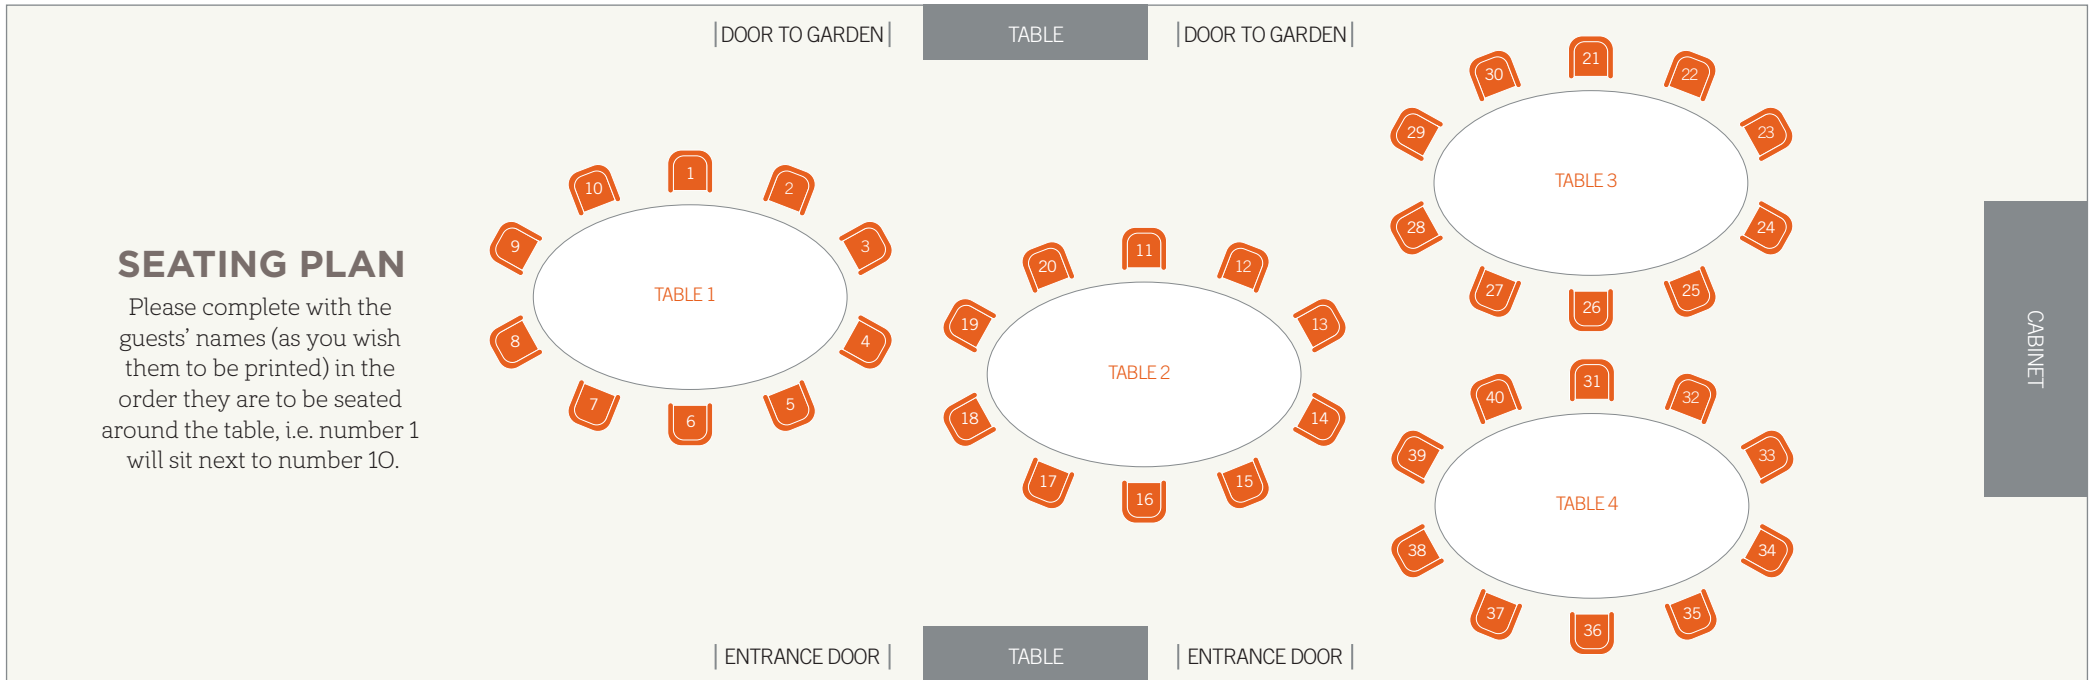 |DOOR TO GARDEN|
TABLE
|DOOR TO GARDEN|
SEATING PLAN
Please complete with the
guests’ names (as you wish
them to be printed) in the
order they are to be seated
around the table, i.e. number 1
will sit next to number 10.
1
2
3
4
5
6
7
8
9
10
TABLE 1
11
12
13
14
15
16
17
18
19
20
TABLE 2
21
22
23
24
25
26
27
28
29
30
TABLE 3
31
32
33
34
35
36
37
38
39
40
TABLE 4
CABINET
| ENTRANCE DOOR |
TABLE
| ENTRANCE DOOR |